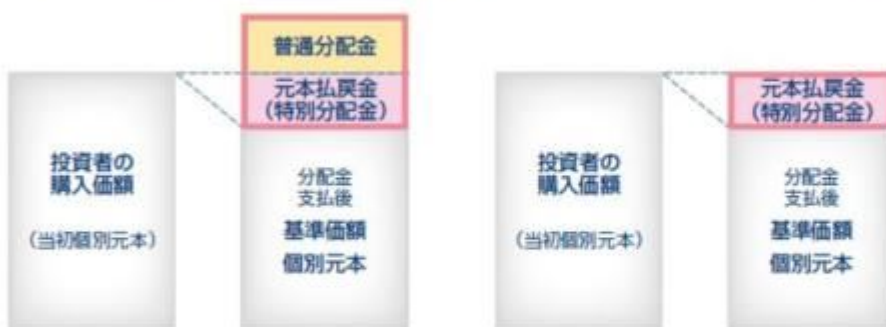 普通分配金
元本払戻金
（特別分配金）
投資者の
購入価額
（当初個別元本）
分配金
支払後
基準価額
個別元本
元本払戻金
（特別分配金）
投資者の
購入価額
（当初個別元本）
分配金
支払後
基準価額
個別元本